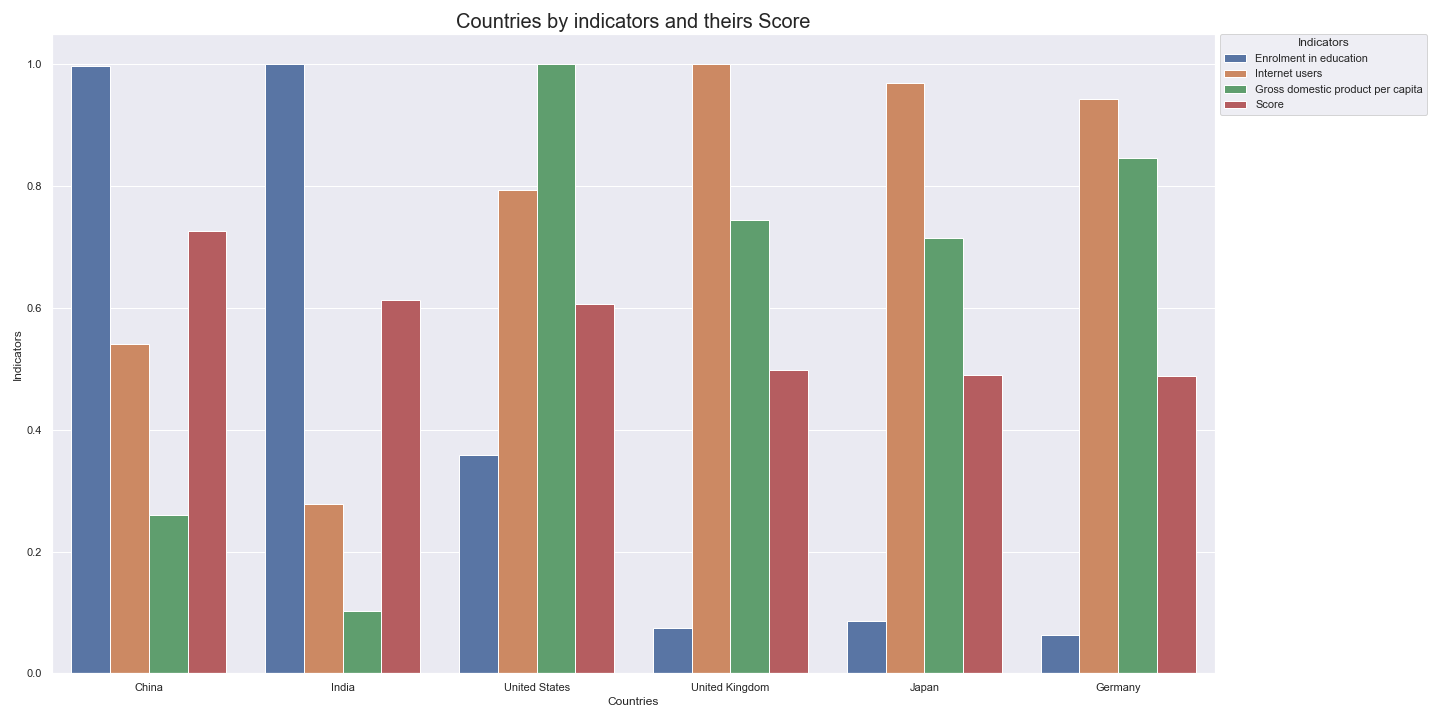 Countries by indicators and theirs Score
Indicators
Enrolment in education
Internet users
Gross domestic product per capita
Score
1.0
0.8
0.6
0.4
0.2
0.0
Indicators
China
India
United States
United Kingdom
Japan
Germany
Countries